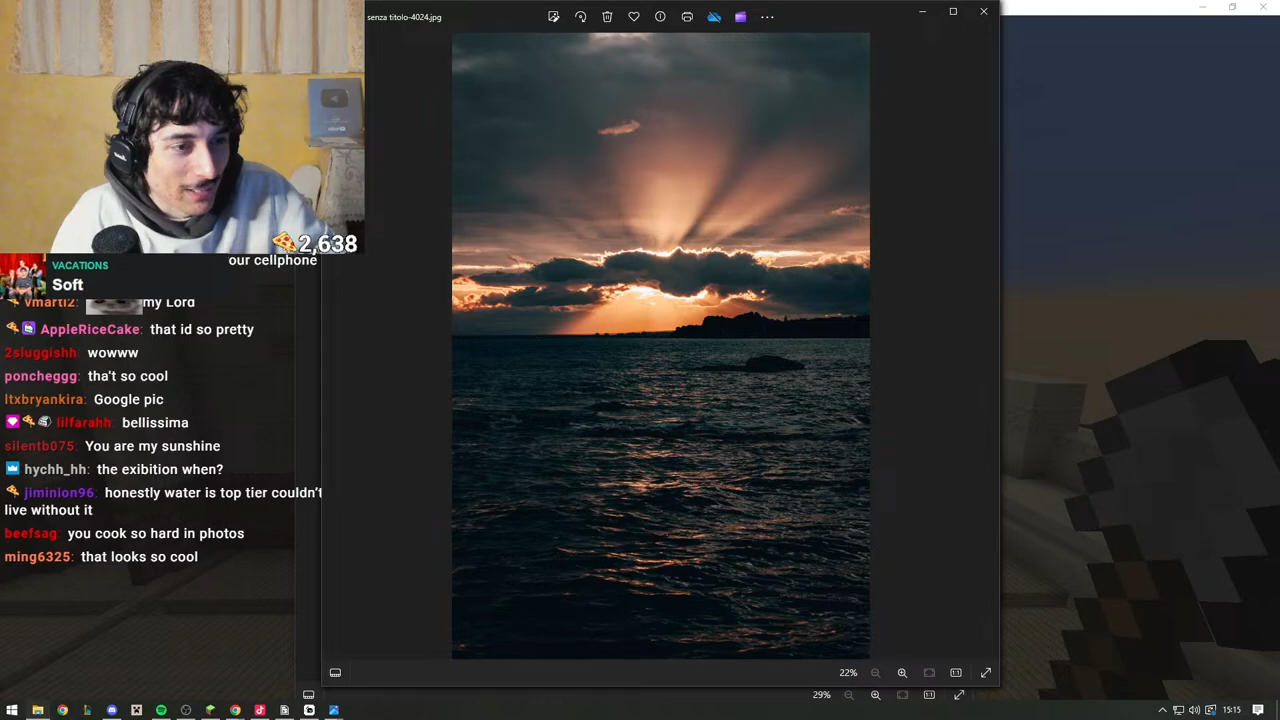 senza titolo-4024.jpg
2,638
our cellphone
VACATIONS
Soft
vmarti2: my Lord
AppleRiceCake: that id so pretty
2sluggishh: wowww
poncheggg: tha't so cool
ltxbryankira: Google pic
lilfarahh: bellissima
silentb075: You are my sunshine
hychh_hh: the exibition when?
jiminion96: honestly water is top tier couldn't
live without it
beefsag: you cook so hard in photos
ming6325: that looks so cool
22%
29%
15:15